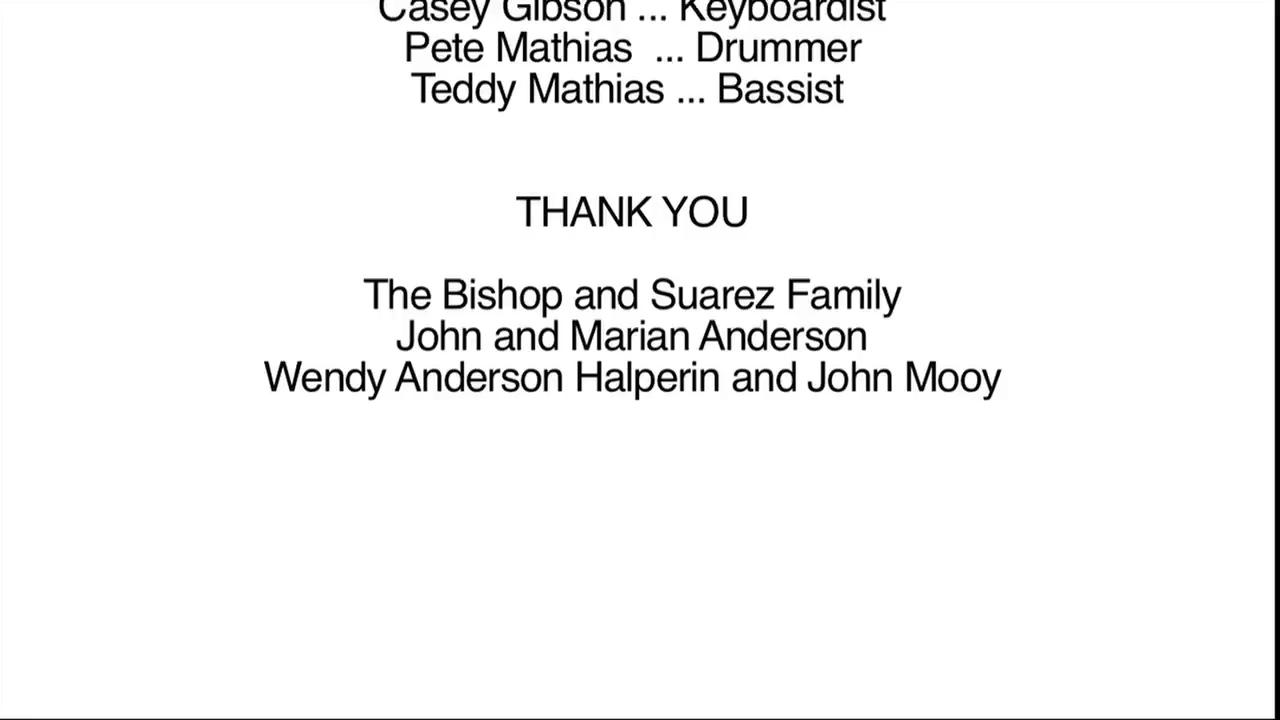 Casey Gibson ... Keyboardist
Pete Mathias ... Drummer
Teddy Mathias ... Bassist
THANK YOU
The Bishop and Suarez Family
John and Marian Anderson
Wendy Anderson Halperin and John Mooy